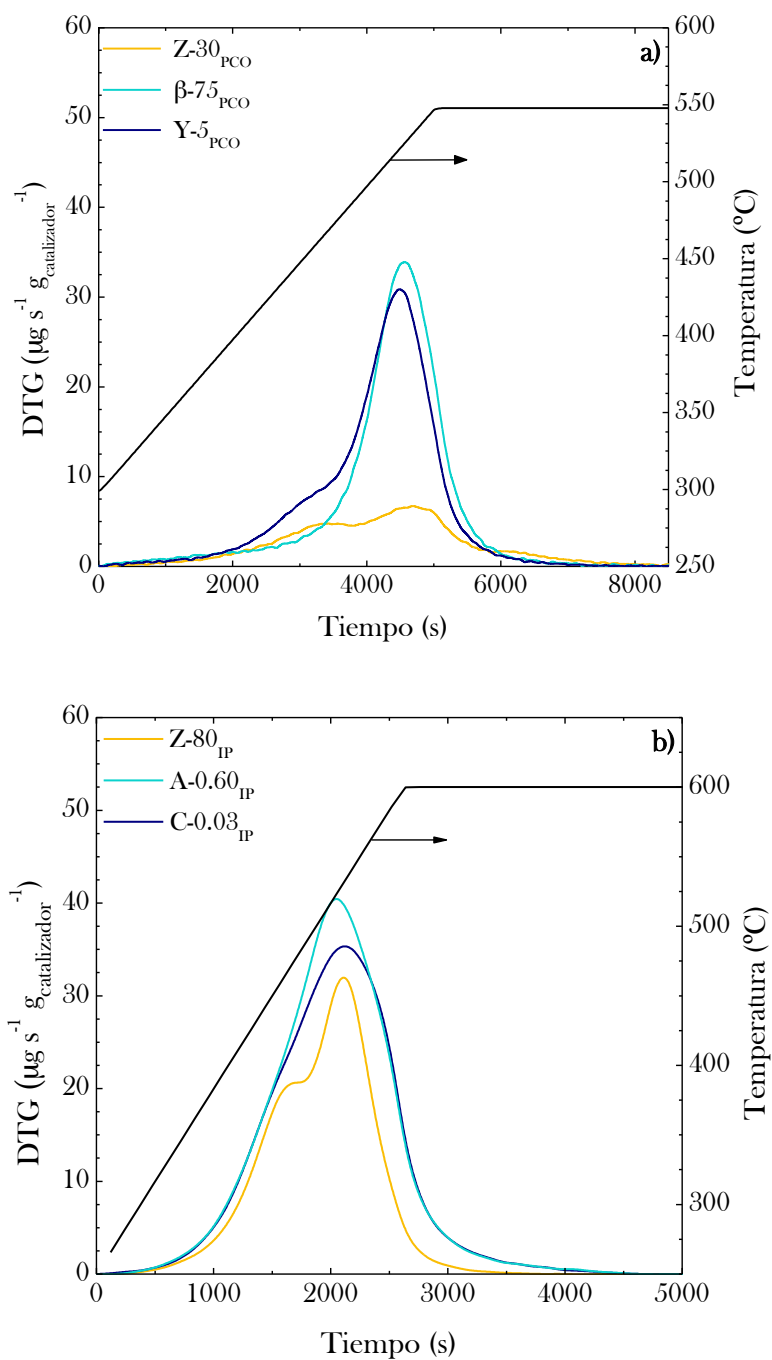 a)
Z-30PCO
β-75PCO
Y-5PCO
DTG (µg s-1 gcatalizador-1)
60
50
40
30
20
10
0
Temperatura (ºC)
600
550
500
450
400
350
300
250
0 2000 4000 6000 8000
Tiempo (s)
b)
Z-80IP
A-0.60IP
C-0.03IP
DTG (µg s-1 gcatalizador-1)
60
50
40
30
20
10
0
Temperatura (ºC)
600
500
400
300
0 1000 2000 3000 4000 5000
Tiempo (s)